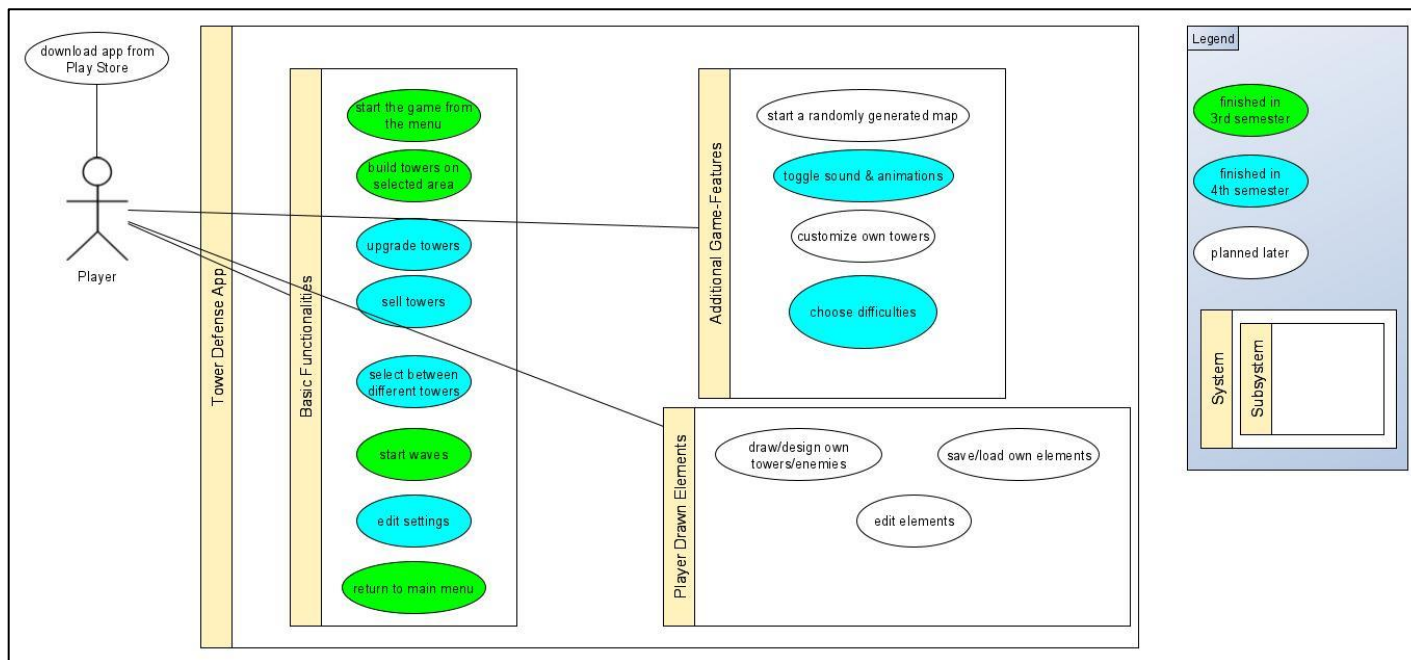 download app from
Play Store
Player
Tower Defense App
Basic Functionalities
start the game from
the menu
build towers on
selected area
upgrade towers
sell towers
select between
different towers
start waves
edit settings
return to main menu
Additional Game-Features
start a randomly generated map
toggle sound & animations
customize own towers
choose difficulties
Player Drawn Elements
draw/design own
towers/enemies
save/load own elements
edit elements
Legend
finished in
3rd semester
finished in
4th semester
planned later
System
Subsystem